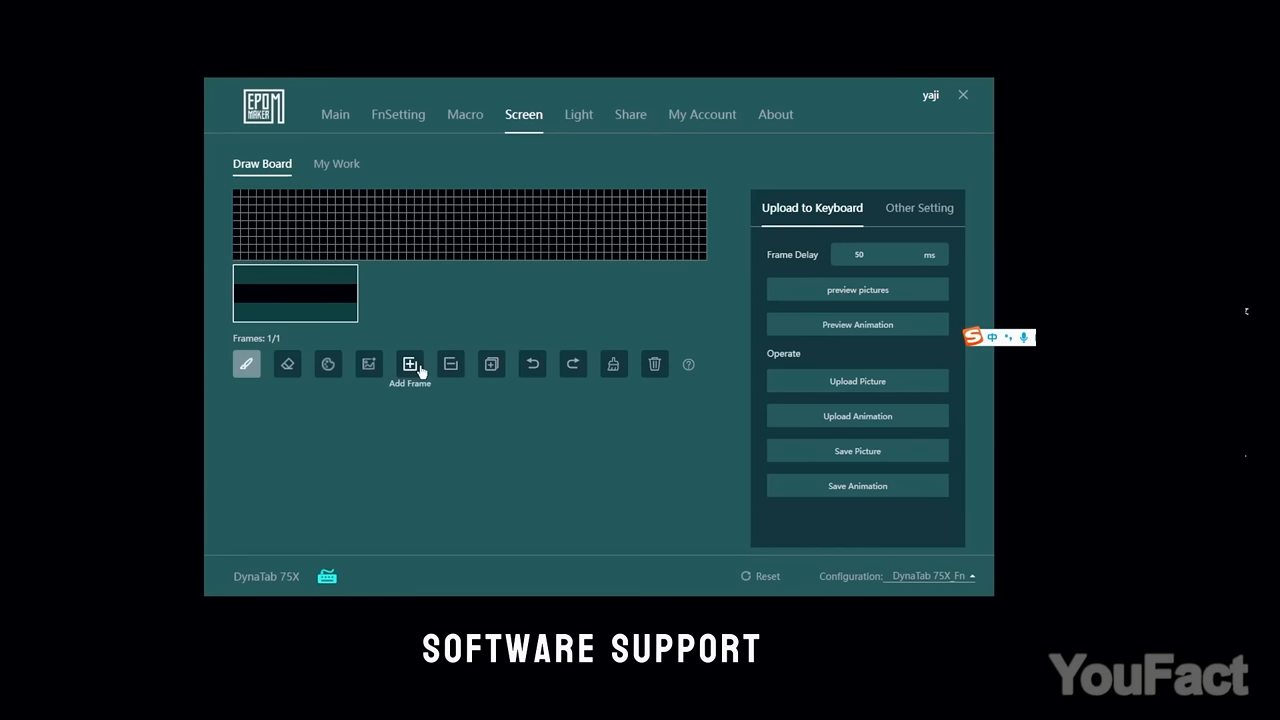 yaji
EPOMAKER
Main FnSetting Macro Screen Light Share My Account About
Draw Board My Work
Upload to Keyboard Other Setting
Frame Delay 50 ms
preview pictures
Preview Animation
中
Frames: 1/1
Operate
Add Frame
Upload Picture
Upload Animation
Save Picture
Save Animation
DynaTab 75X
Reset Configuration: DynaTab 75X_Fn
SOFTWARE SUPPORT
YouFact